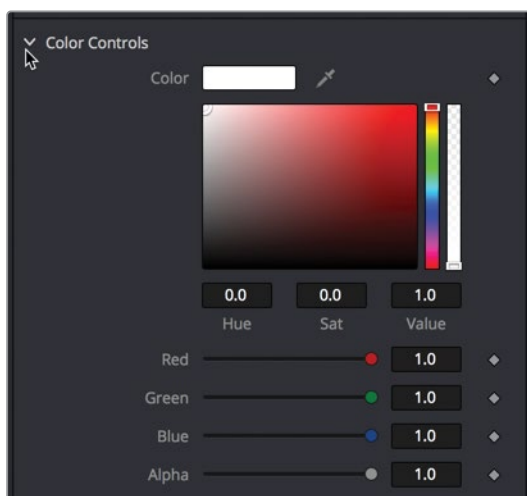 Color Controls
Color
0.0 0.0 1.0
Hue Sat Value
Red 1.0
Green 1.0
Blue 1.0
Alpha 1.0